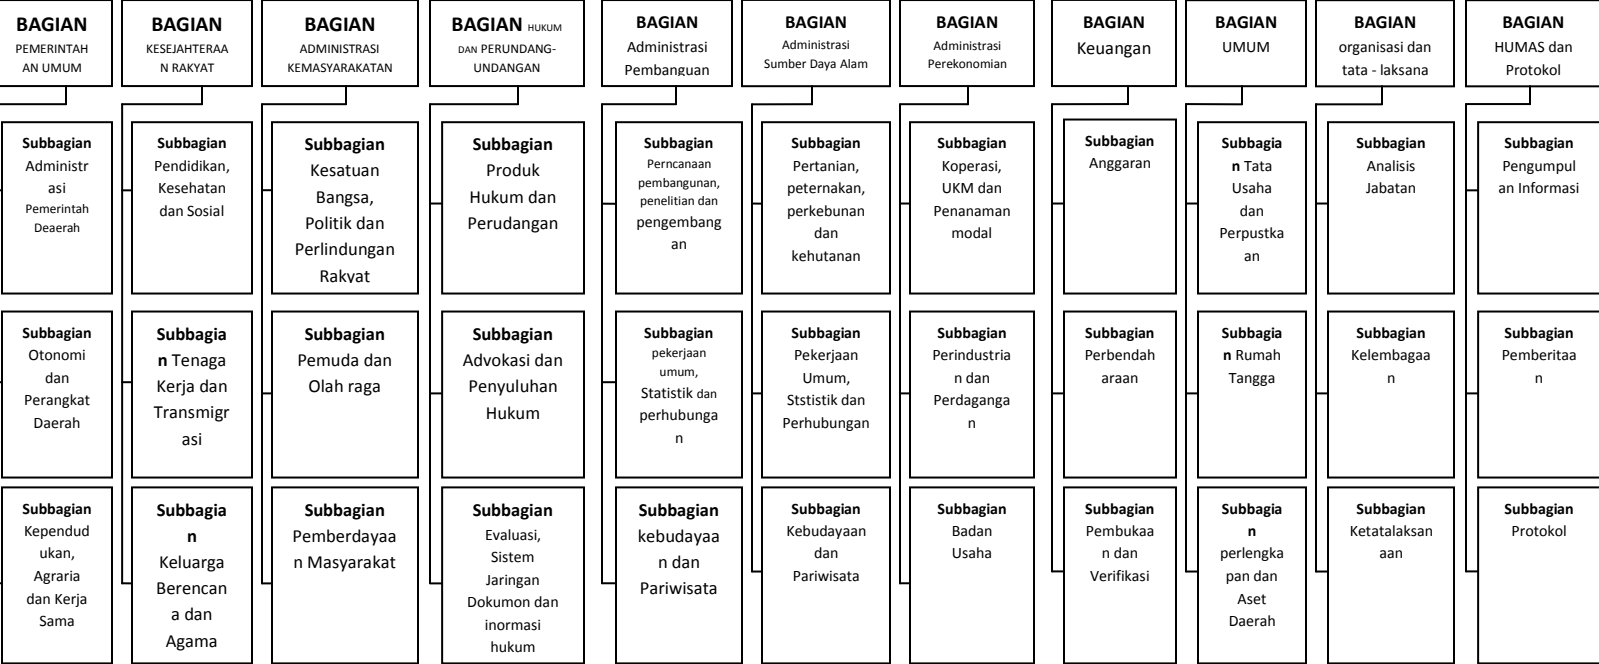 BAGIAN
PEMERINTAH
AN UMUM
BAGIAN
KESEJAHTERAA
N RAKYAT
BAGIAN
ADMINISTRASI
KEMASYARAKATAN
BAGIAN HUKUM
DAN PERUNDANG-
UNDANGAN
BAGIAN
Administrasi
Pembanguan
BAGIAN
Administrasi
Sumber Daya Alam
BAGIAN
Administrasi
Perekonomian
BAGIAN
Keuangan
BAGIAN
UMUM
BAGIAN
organisasi dan
tata - laksana
BAGIAN
HUMAS dan
Protokol
Subbagian
Administr
asi
Pemerintah
Deaerah
Subbagian
Pendidikan,
Kesehatan
dan Sosial
Subbagian
Kesatuan
Bangsa,
Politik dan
Perlindungan
Rakyat
Subbagian
Produk
Hukum dan
Perudangan
Subbagian
Perncanaan
pembangunan,
penelitian dan
pengembang
an
Subbagian
Pertanian,
peternakan,
perkebunan
dan
kehutanan
Subbagian
Koperasi,
UKM dan
Penanaman
modal
Subbagian
Anggaran
Subbagia
n Tata
Usaha
dan
Perpustka
an
Subbagian
Analisis
Jabatan
Subbagian
Pengumpul
an Informasi
Subbagian
Otonomi
dan
Perangkat
Daerah
Subbagia
n Tenaga
Kerja dan
Transmigr
asi
Subbagian
Pemuda dan
Olah raga
Subbagian
Advokasi dan
Penyuluhan
Hukum
Subbagian
pekerjaan
umum,
Statistik dan
perhubunga
n
Subbagian
Pekerjaan
Umum,
Ststistik dan
Perhubungan
Subbagian
Perindustria
n dan
Perdaganga
n
Subbagian
Perbendah
araan
Subbagia
n Rumah
Tangga
Subbagian
Kelembagaa
n
Subbagian
Pemberitaa
n
Subbagian
Kependud
ukan,
Agraria
dan Kerja
Sama
Subbagia
n
Keluarga
Berencan
a dan
Agama
Subbagian
Pemberdayaa
n Masyarakat
Subbagian
Evaluasi,
Sistem
Jaringan
Dokumon dan
inormasi
hukum
Subbagian
kebudayaa
n dan
Pariwisata
Subbagian
Kebudayaan
dan
Pariwisata
Subbagian
Badan
Usaha
Subbagian
Pembukaa
n dan
Verifikasi
Subbagia
n
perlengka
pan dan
Aset
Daerah
Subbagian
Ketatalaksan
aan
Subbagian
Protokol